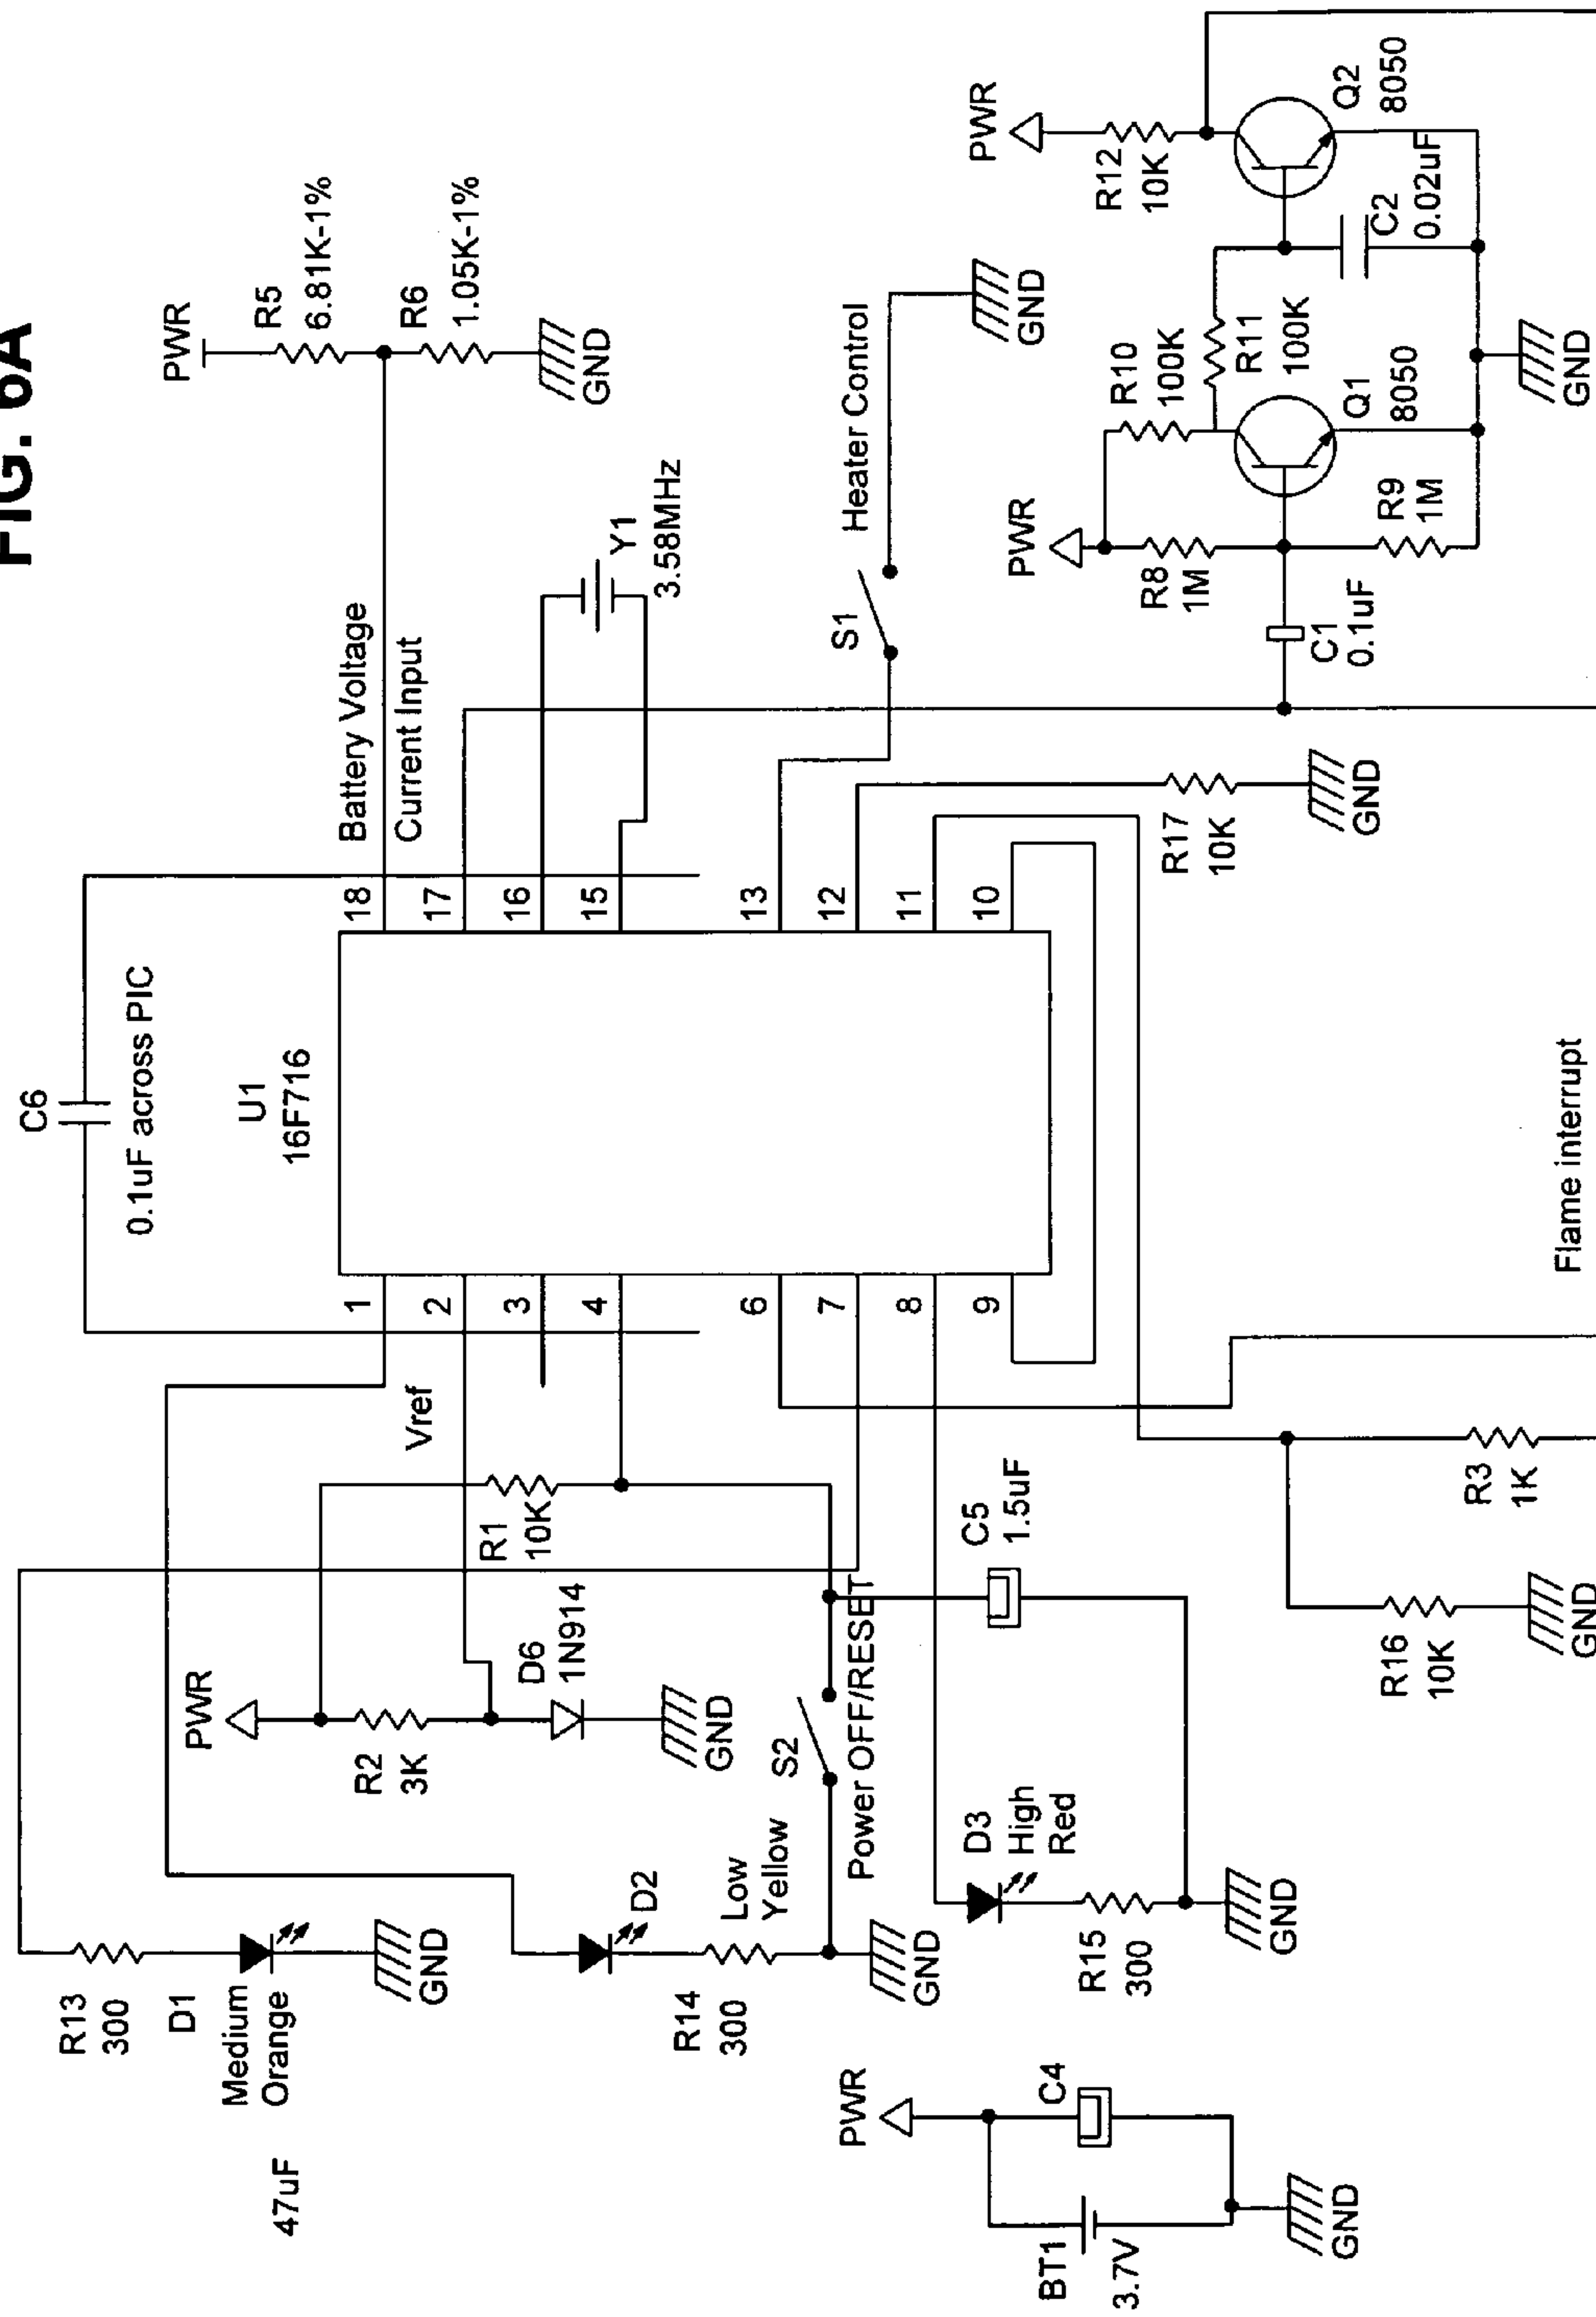 FIG. 6A
C6
0.1uF across PIC
U1
16F716
1
2
3
4
6
7
8
9
18
17
16
15
13
12
11
10
Battery Voltage
Current Input
PWR
R5
6.81K-1%
R6
1.05K-1%
GND
Y1
3.58MHz
S1
Heater Control
GND
R17
10K
GND
PWR
R8
1M
R9
1M
C1
0.1uF
R10
100K
R11
100K
Q1
8050
GND
PWR
R12
10K
C2
0.02uF
Q2
8050
Vref
R1
10K
PWR
R2
3K
D6
1N914
GND
S2
Power OFF/RESET
C5
1.5uF
R13
300
D1
Medium
Orange
GND
D2
Low
Yellow
R14
300
GND
D3
High
Red
R15
300
GND
47uF
PWR
C4
BT1
3.7V
GND
R16
10K
GND
R3
1K
Flame interrupt